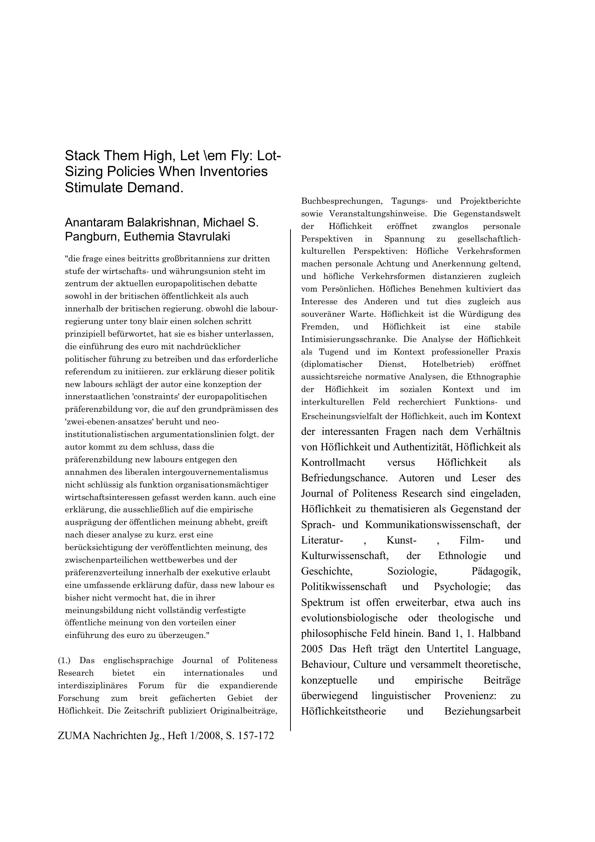 Stack Them High, Let \em Fly: Lot-
Sizing Policies When Inventories
Stimulate Demand.
Anantaram Balakrishnan, Michael S.
Pangburn, Euthemia Stavrulaki
"die frage eines beitritts großbritanniens zur dritten
stufe der wirtschafts- und währungsunion steht im
zentrum der aktuellen europapolitischen debatte
sowohl in der britischen öffentlichkeit als auch
innerhalb der britischen regierung. obwohl die labour-
regierung unter tony blair einen solchen schritt
prinzipiell befürwortet, hat sie es bisher unterlassen,
die einführung des euro mit nachdrücklicher
politischer führung zu betreiben und das erforderliche
referendum zu initiieren. zur erklärung dieser politik
new labours schlägt der autor eine konzeption der
innerstaatlichen 'constraints' der europapolitischen
präferenzbildung vor, die auf den grundprämissen des
'zwei-ebenen-ansatzes' beruht und neo-
institutionalistischen argumentationslinien folgt. der
autor kommt zu dem schluss, dass die
präferenzbildung new labours entgegen den
annahmen des liberalen intergouvernementalismus
nicht schlüssig als funktion organisationsmächtiger
wirtschaftsinteressen gefasst werden kann. auch eine
erklärung, die ausschließlich auf die empirische
ausprägung der öffentlichen meinung abhebt, greift
nach dieser analyse zu kurz. erst eine
berücksichtigung der veröffentlichten meinung, des
zwischenparteilichen wettbewerbes und der
präferenzverteilung innerhalb der exekutive erlaubt
eine umfassende erklärung dafür, dass new labour es
bisher nicht vermocht hat, die in ihrer
meinungsbildung nicht vollständig verfestigte
öffentliche meinung von den vorteilen einer
einführung des euro zu überzeugen."
(1.) Das englischsprachige Journal of Politeness
Research bietet ein internationales und
interdisziplinäres Forum für die expandierende
Forschung zum breit gefächerten Gebiet der
Höflichkeit. Die Zeitschrift publiziert Originalbeiträge,
Buchbesprechungen, Tagungs- und Projektberichte
sowie Veranstaltungshinweise. Die Gegenstandswelt
der Höflichkeit eröffnet zwanglos personale
Perspektiven in Spannung zu gesellschaftlich-
kulturellen Perspektiven: Höfliche Verkehrsformen
machen personale Achtung und Anerkennung geltend,
und höfliche Verkehrsformen distanzieren zugleich
vom Persönlichen. Höfliches Benehmen kultiviert das
Interesse des Anderen und tut dies zugleich aus
souveräner Warte. Höflichkeit ist die Würdigung des
Fremden, und Höflichkeit ist eine stabile
Intimisierungsschranke. Die Analyse der Höflichkeit
als Tugend und im Kontext professioneller Praxis
(diplomatischer Dienst, Hotelbetrieb) eröffnet
aussichtsreiche normative Analysen, die Ethnographie
der Höflichkeit im sozialen Kontext und im
interkulturellen Feld recherchiert Funktions- und
Erscheinungsvielfalt der Höflichkeit, auch im Kontext
der interessanten Fragen nach dem Verhältnis
von Höflichkeit und Authentizität, Höflichkeit als
Kontrollmacht versus Höflichkeit als
Befriedungschance. Autoren und Leser des
Journal of Politeness Research sind eingeladen,
Höflichkeit zu thematisieren als Gegenstand der
Sprach- und Kommunikationswissenschaft, der
Literatur- , Kunst- , Film- und
Kulturwissenschaft, der Ethnologie und
Geschichte, Soziologie, Pädagogik,
Politikwissenschaft und Psychologie; das
Spektrum ist offen erweiterbar, etwa auch ins
evolutionsbiologische oder theologische und
philosophische Feld hinein. Band 1, 1. Halbband
2005 Das Heft trägt den Untertitel Language,
Behaviour, Culture und versammelt theoretische,
konzeptuelle und empirische Beiträge
überwiegend linguistischer Provenienz: zu
Höflichkeitstheorie und Beziehungsarbeit
ZUMA Nachrichten Jg., Heft 1/2008, S. 157-172